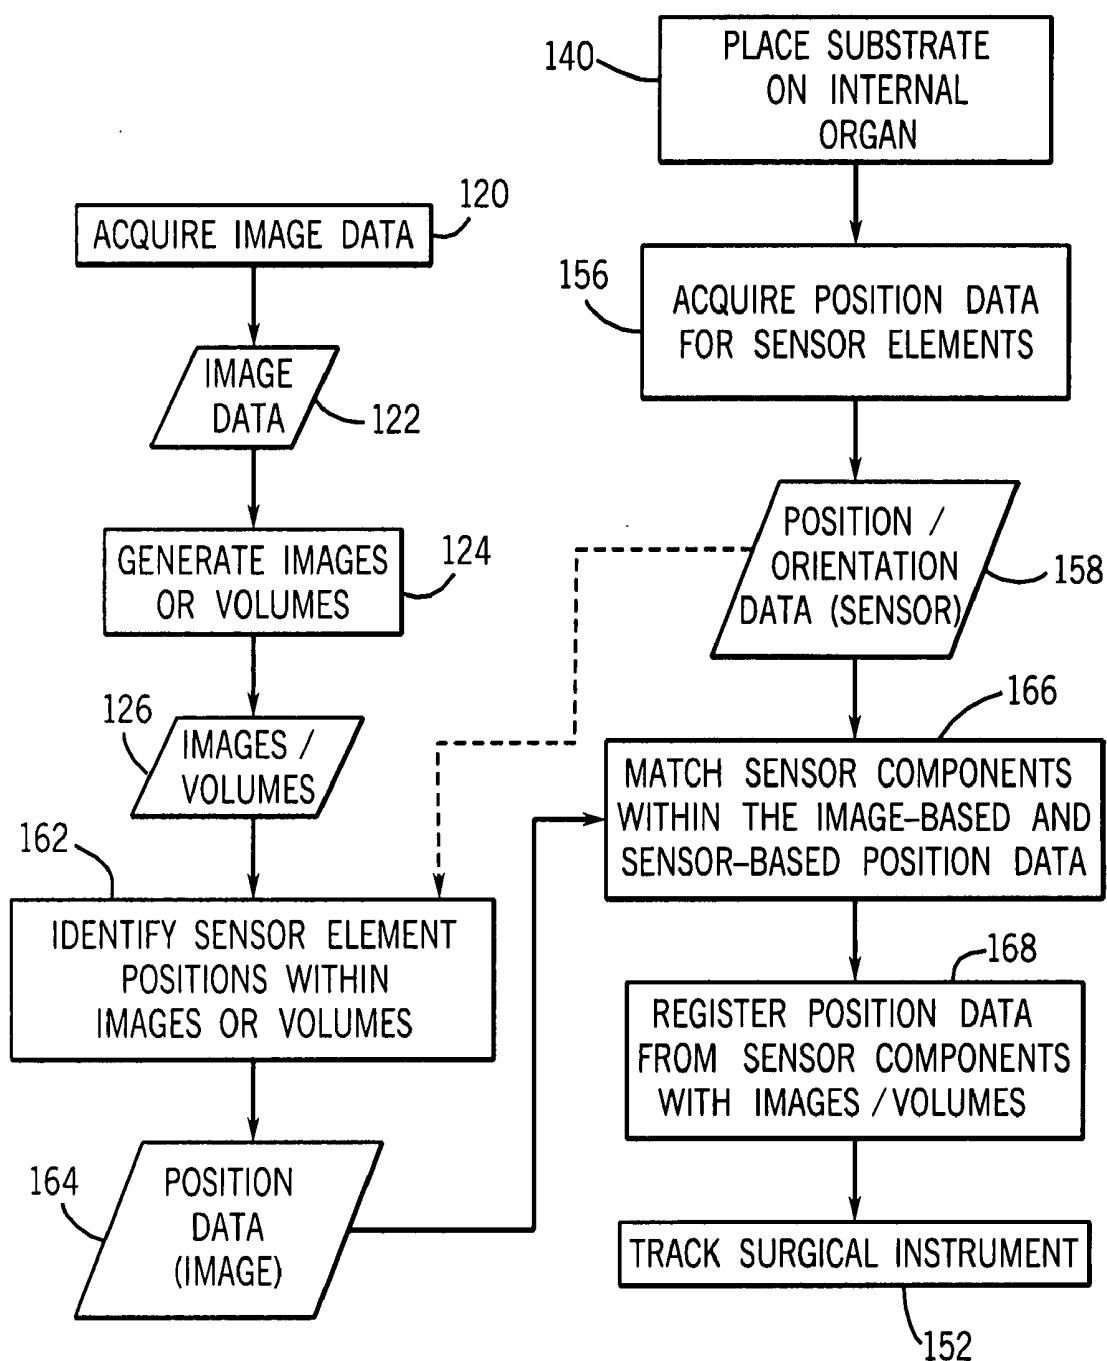 140
PLACE SUBSTRATE
ON INTERNAL
ORGAN
120
ACQUIRE IMAGE DATA
156
ACQUIRE POSITION DATA
FOR SENSOR ELEMENTS
IMAGE
DATA
122
POSITION /
ORIENTATION
DATA (SENSOR)
158
GENERATE IMAGES
OR VOLUMES
124
126
IMAGES /
VOLUMES
166
MATCH SENSOR COMPONENTS
WITHIN THE IMAGE-BASED AND
SENSOR-BASED POSITION DATA
162
IDENTIFY SENSOR ELEMENT
POSITIONS WITHIN
IMAGES OR VOLUMES
168
REGISTER POSITION DATA
FROM SENSOR COMPONENTS
WITH IMAGES / VOLUMES
164
POSITION
DATA
(IMAGE)
TRACK SURGICAL INSTRUMENT
152